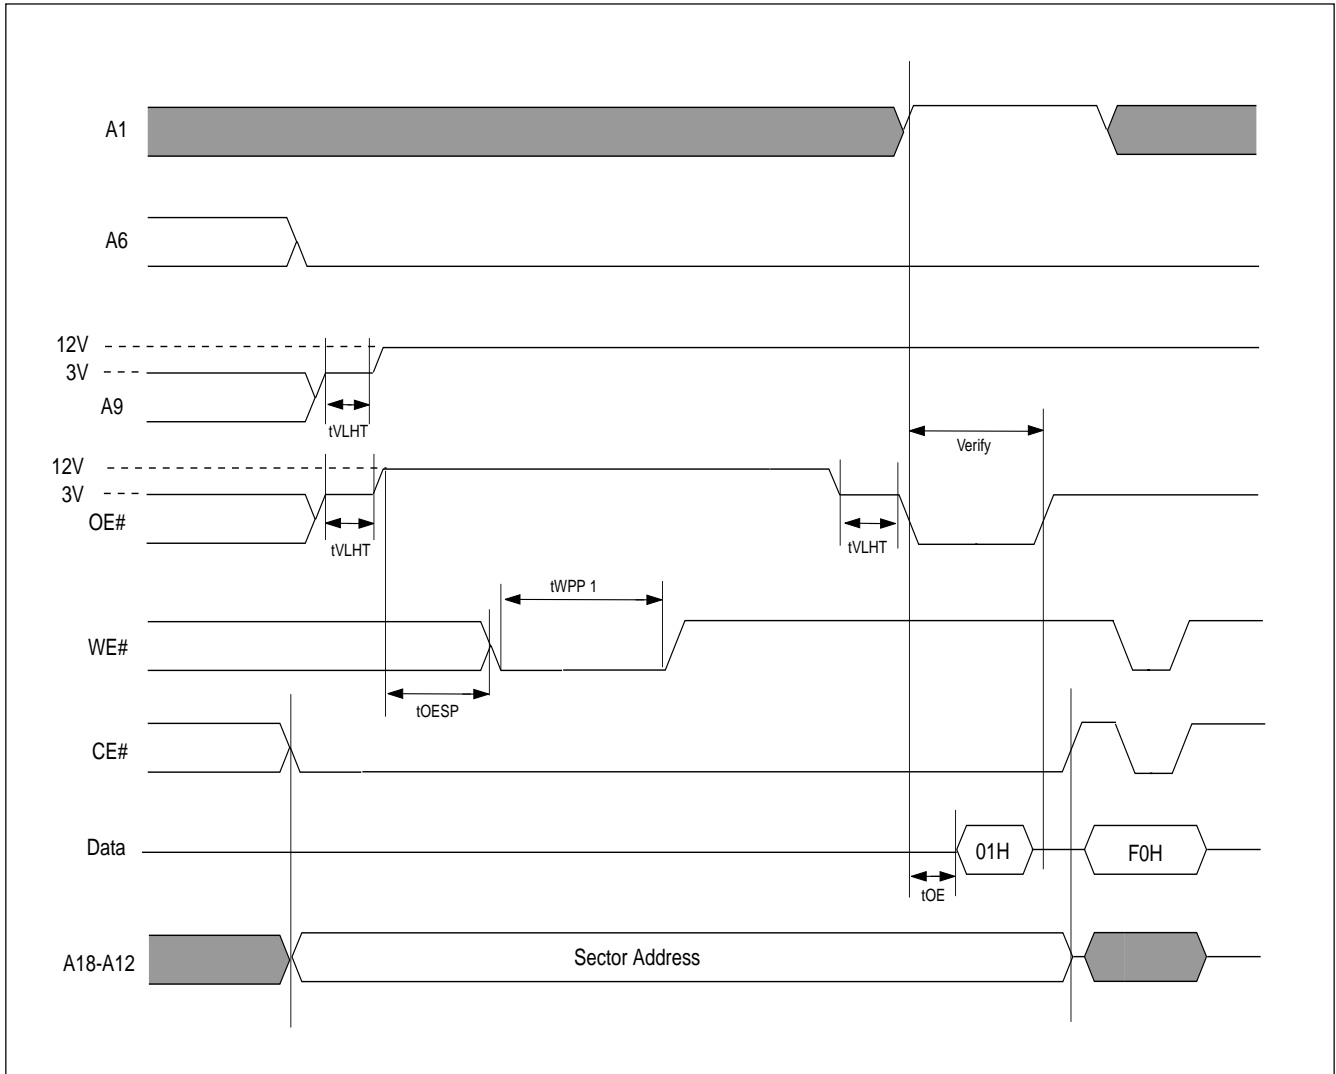 A1
A6
12V
3V
A9
tVLHT
Verify
12V
3V
OE#
tVLHT
tVLHT
tWPP 1
WE#
tOESP
CE#
Data
01H
F0H
tOE
A18-A12
Sector Address